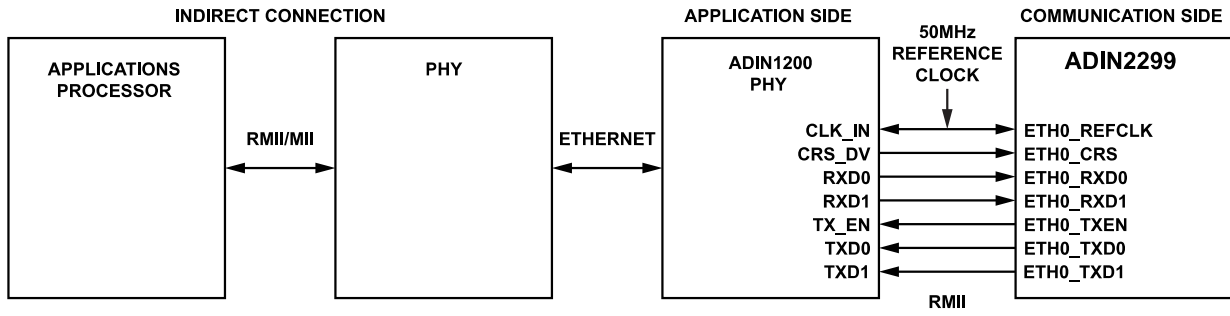 INDIRECT CONNECTION
APPLICATION SIDE
COMMUNICATION SIDE
APPLICATIONS
PROCESSOR
RMII/MII
PHY
ETHERNET
ADIN1200
PHY
50MHz
REFERENCE
CLOCK
ADIN2299
CLK_IN
ETH0_REFCLK
CRS_DV
ETH0_CRS
RXD0
ETH0_RXD0
RXD1
ETH0_RXD1
TX_EN
ETH0_TXEN
TXD0
ETH0_TXD0
TXD1
ETH0_TXD1
RMII